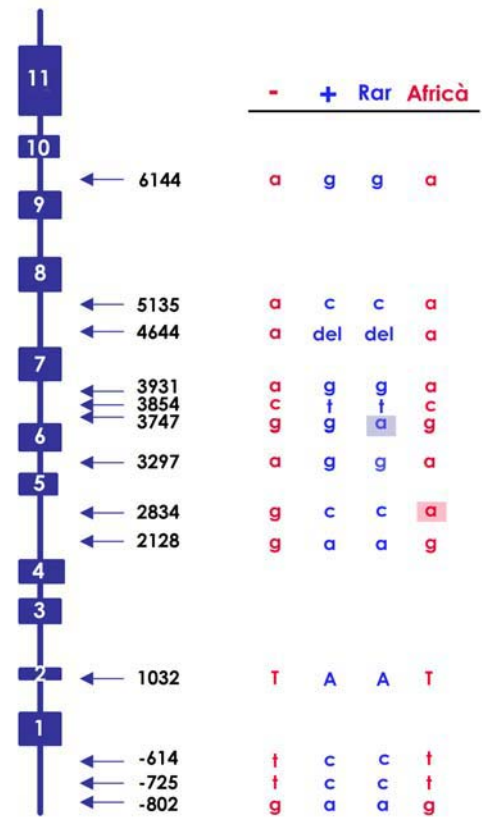 11
- + Rar Africà
10
6144 a g g a
9
8
5135 a c c a
4644 a del del a
7
3931 a g g a
3854 c t t c
3747 g g a g
6
3297 a g g a
5
2834 g c c a
2128 g a a g
4
3
2
1032 T A A T
1
-614 t c c t
-725 t c c t
-802 g a a g